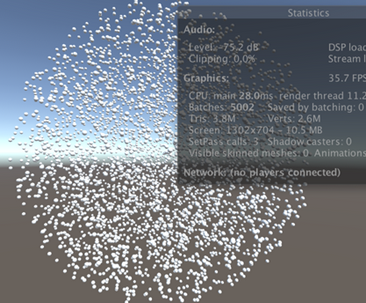 Statistics
Audio:
Level: -75.2 dB DSP load
Clipping: 0.0% Stream l
Graphics: 35.7 FPS
CPU: main 28.0ms render thread 11.2
Batches: 5002 Saved by batching: 0
Tris: 3.8M Verts: 2.6M
Screen: 1302x704 - 10.5 MB
SetPass calls: 3 Shadow casters: 0
Visible skinned meshes: 0 Animations
Network: (no players connected)